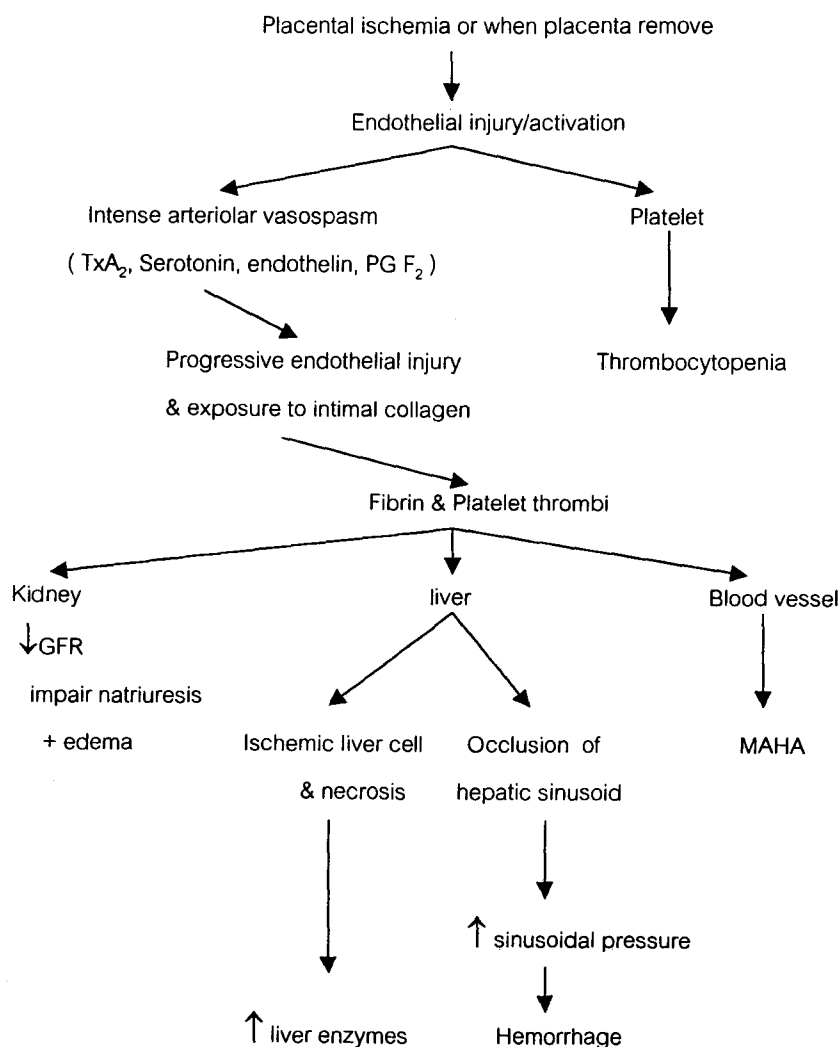 Placental ischemia or when placenta remove
Endothelial injury/activation
Intense arteriolar vasospasm
( TxA₂, Serotonin, endothelin, PG F₂ )
Platelet
Progressive endothelial injury
& exposure to intimal collagen
Thrombocytopenia
Fibrin & Platelet thrombi
Kidney
↓GFR
impair natriuresis
+ edema
liver
Blood vessel
Ischemic liver cell
& necrosis
Occlusion of
hepatic sinusoid
MAHA
↑ sinusoidal pressure
↑ liver enzymes
Hemorrhage